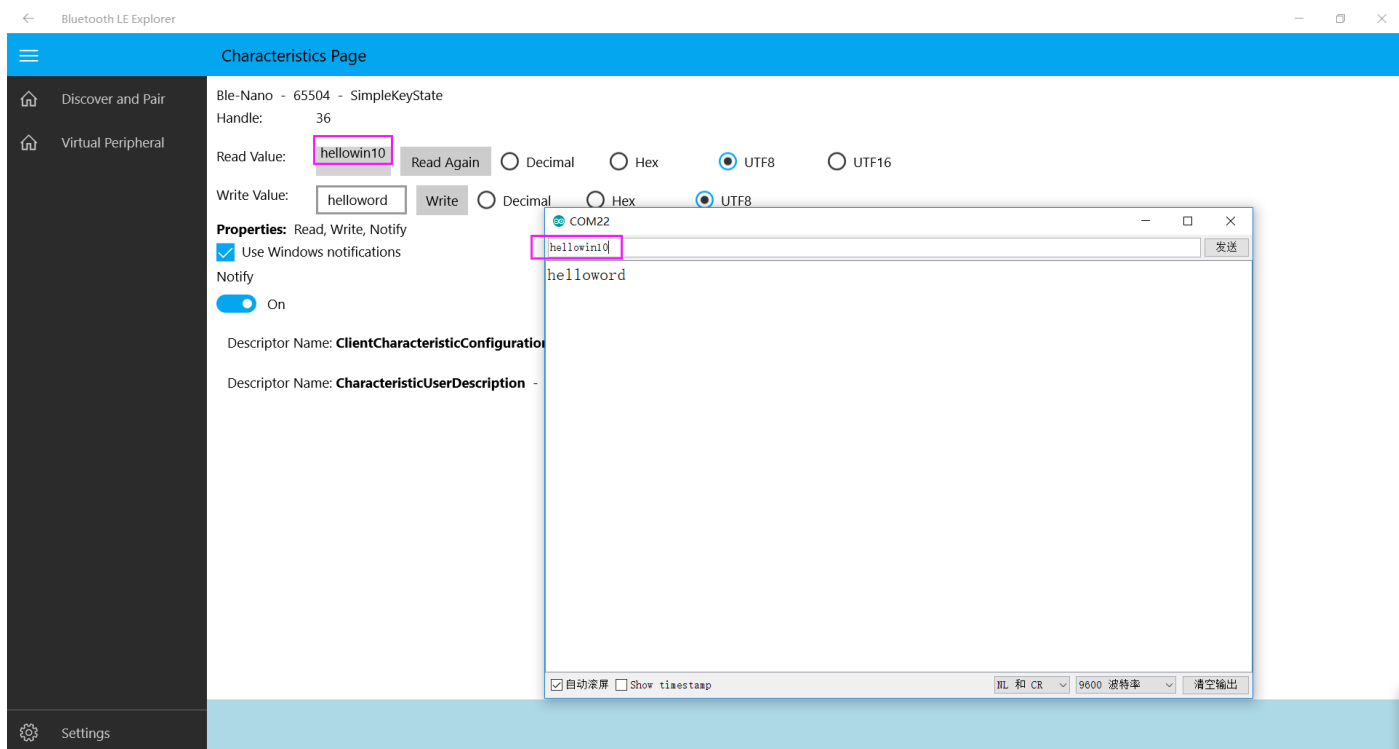 Bluetooth LE Explorer
Characteristics Page
Discover and Pair
Virtual Peripheral
Settings
Ble-Nano - 65504 - SimpleKeyState
Handle: 36
Read Value: hellowin10 Read Again Decimal Hex UTF8 UTF16
Write Value: helloword Write Decimal Hex UTF8
Properties: Read, Write, Notify
Use Windows notifications
Notify
On
Descriptor Name: ClientCharacteristicConfiguration
Descriptor Name: CharacteristicUserDescription -
COM22
hellowin10 发送
helloword
自动滚屏 Show timestamp NL 和 CR 9600 波特率 清空输出